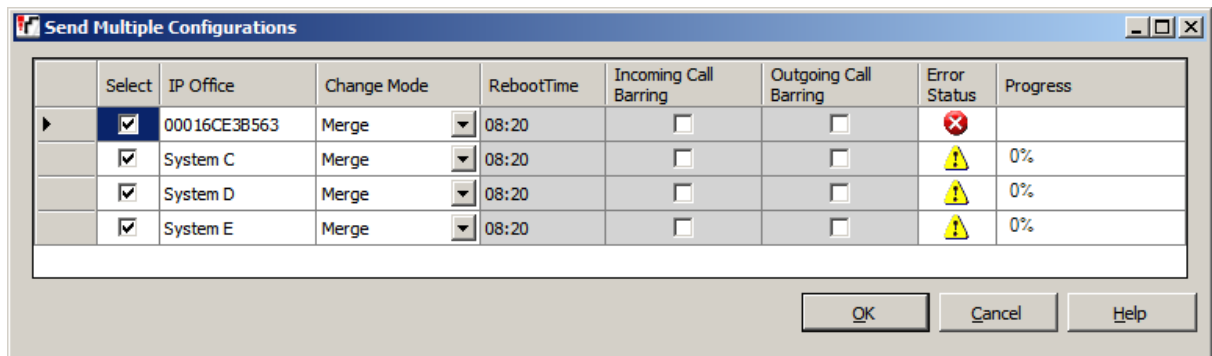 Send Multiple Configurations
Select IP Office Change Mode RebootTime Incoming Call Barring Outgoing Call Barring Error Status Progress
00016CE3B563 Merge 08:20
System C Merge 08:20 0%
System D Merge 08:20 0%
System E Merge 08:20 0%
OK Cancel Help